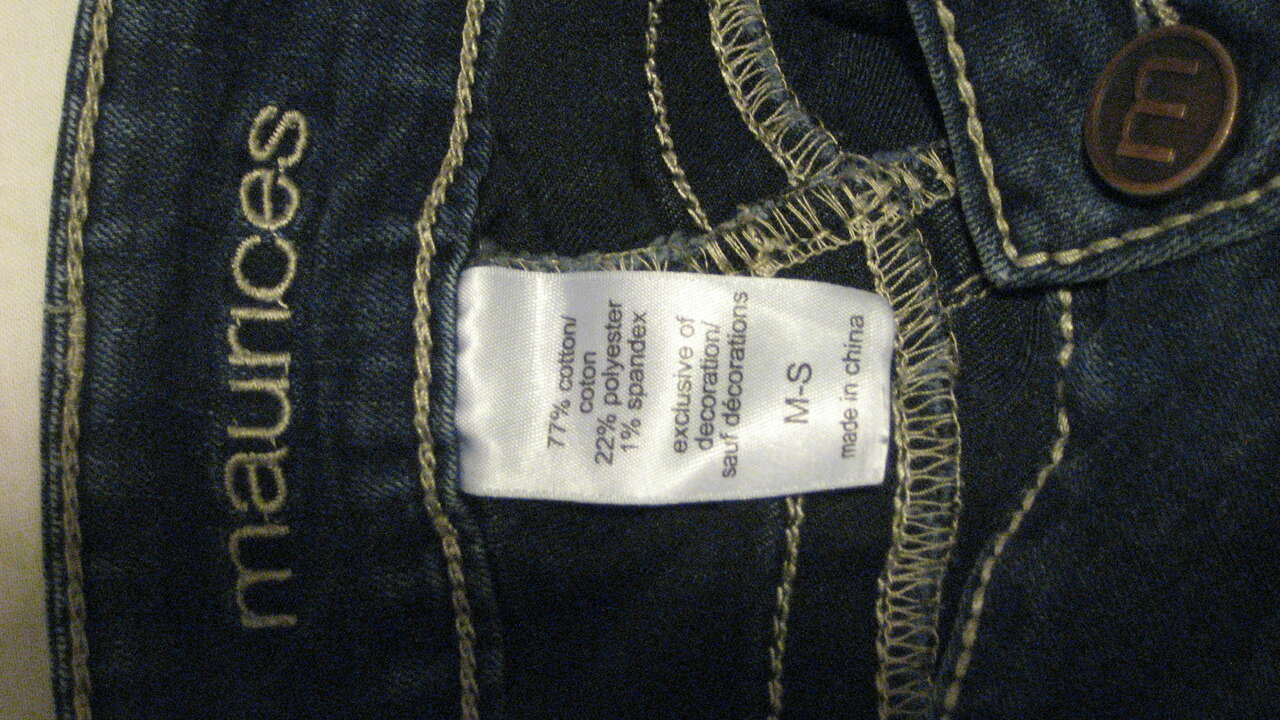 maurices
77% cotton/
coton
22% polyester
1% spandex
exclusive of
decoration/
sauf décorations
M-S
made in china
m